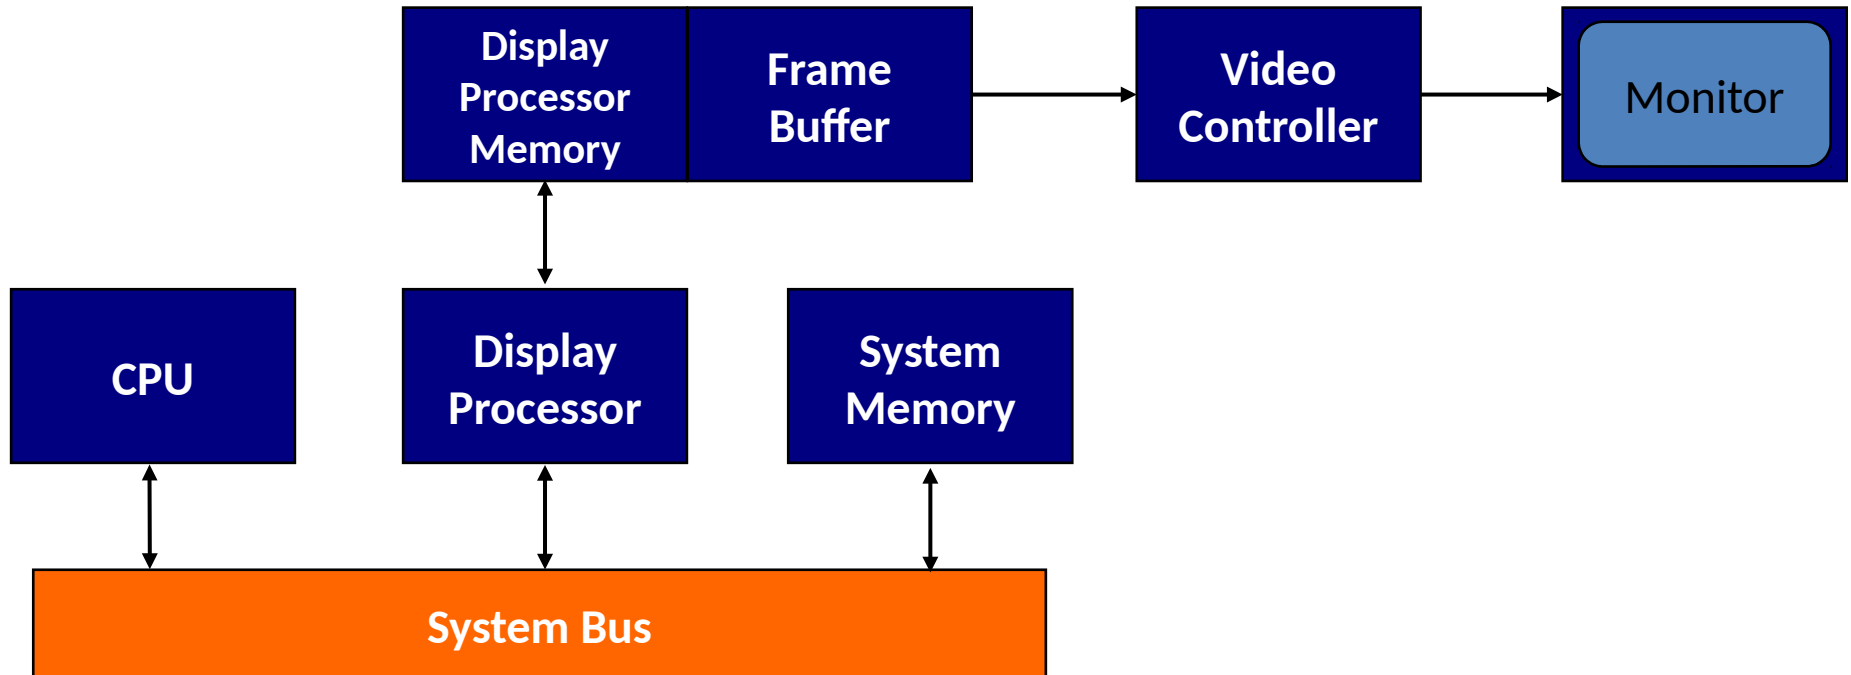 Display
Processor
Memory
Frame
Buffer
Video
Controller
Monitor
CPU
Display
Processor
System
Memory
System Bus